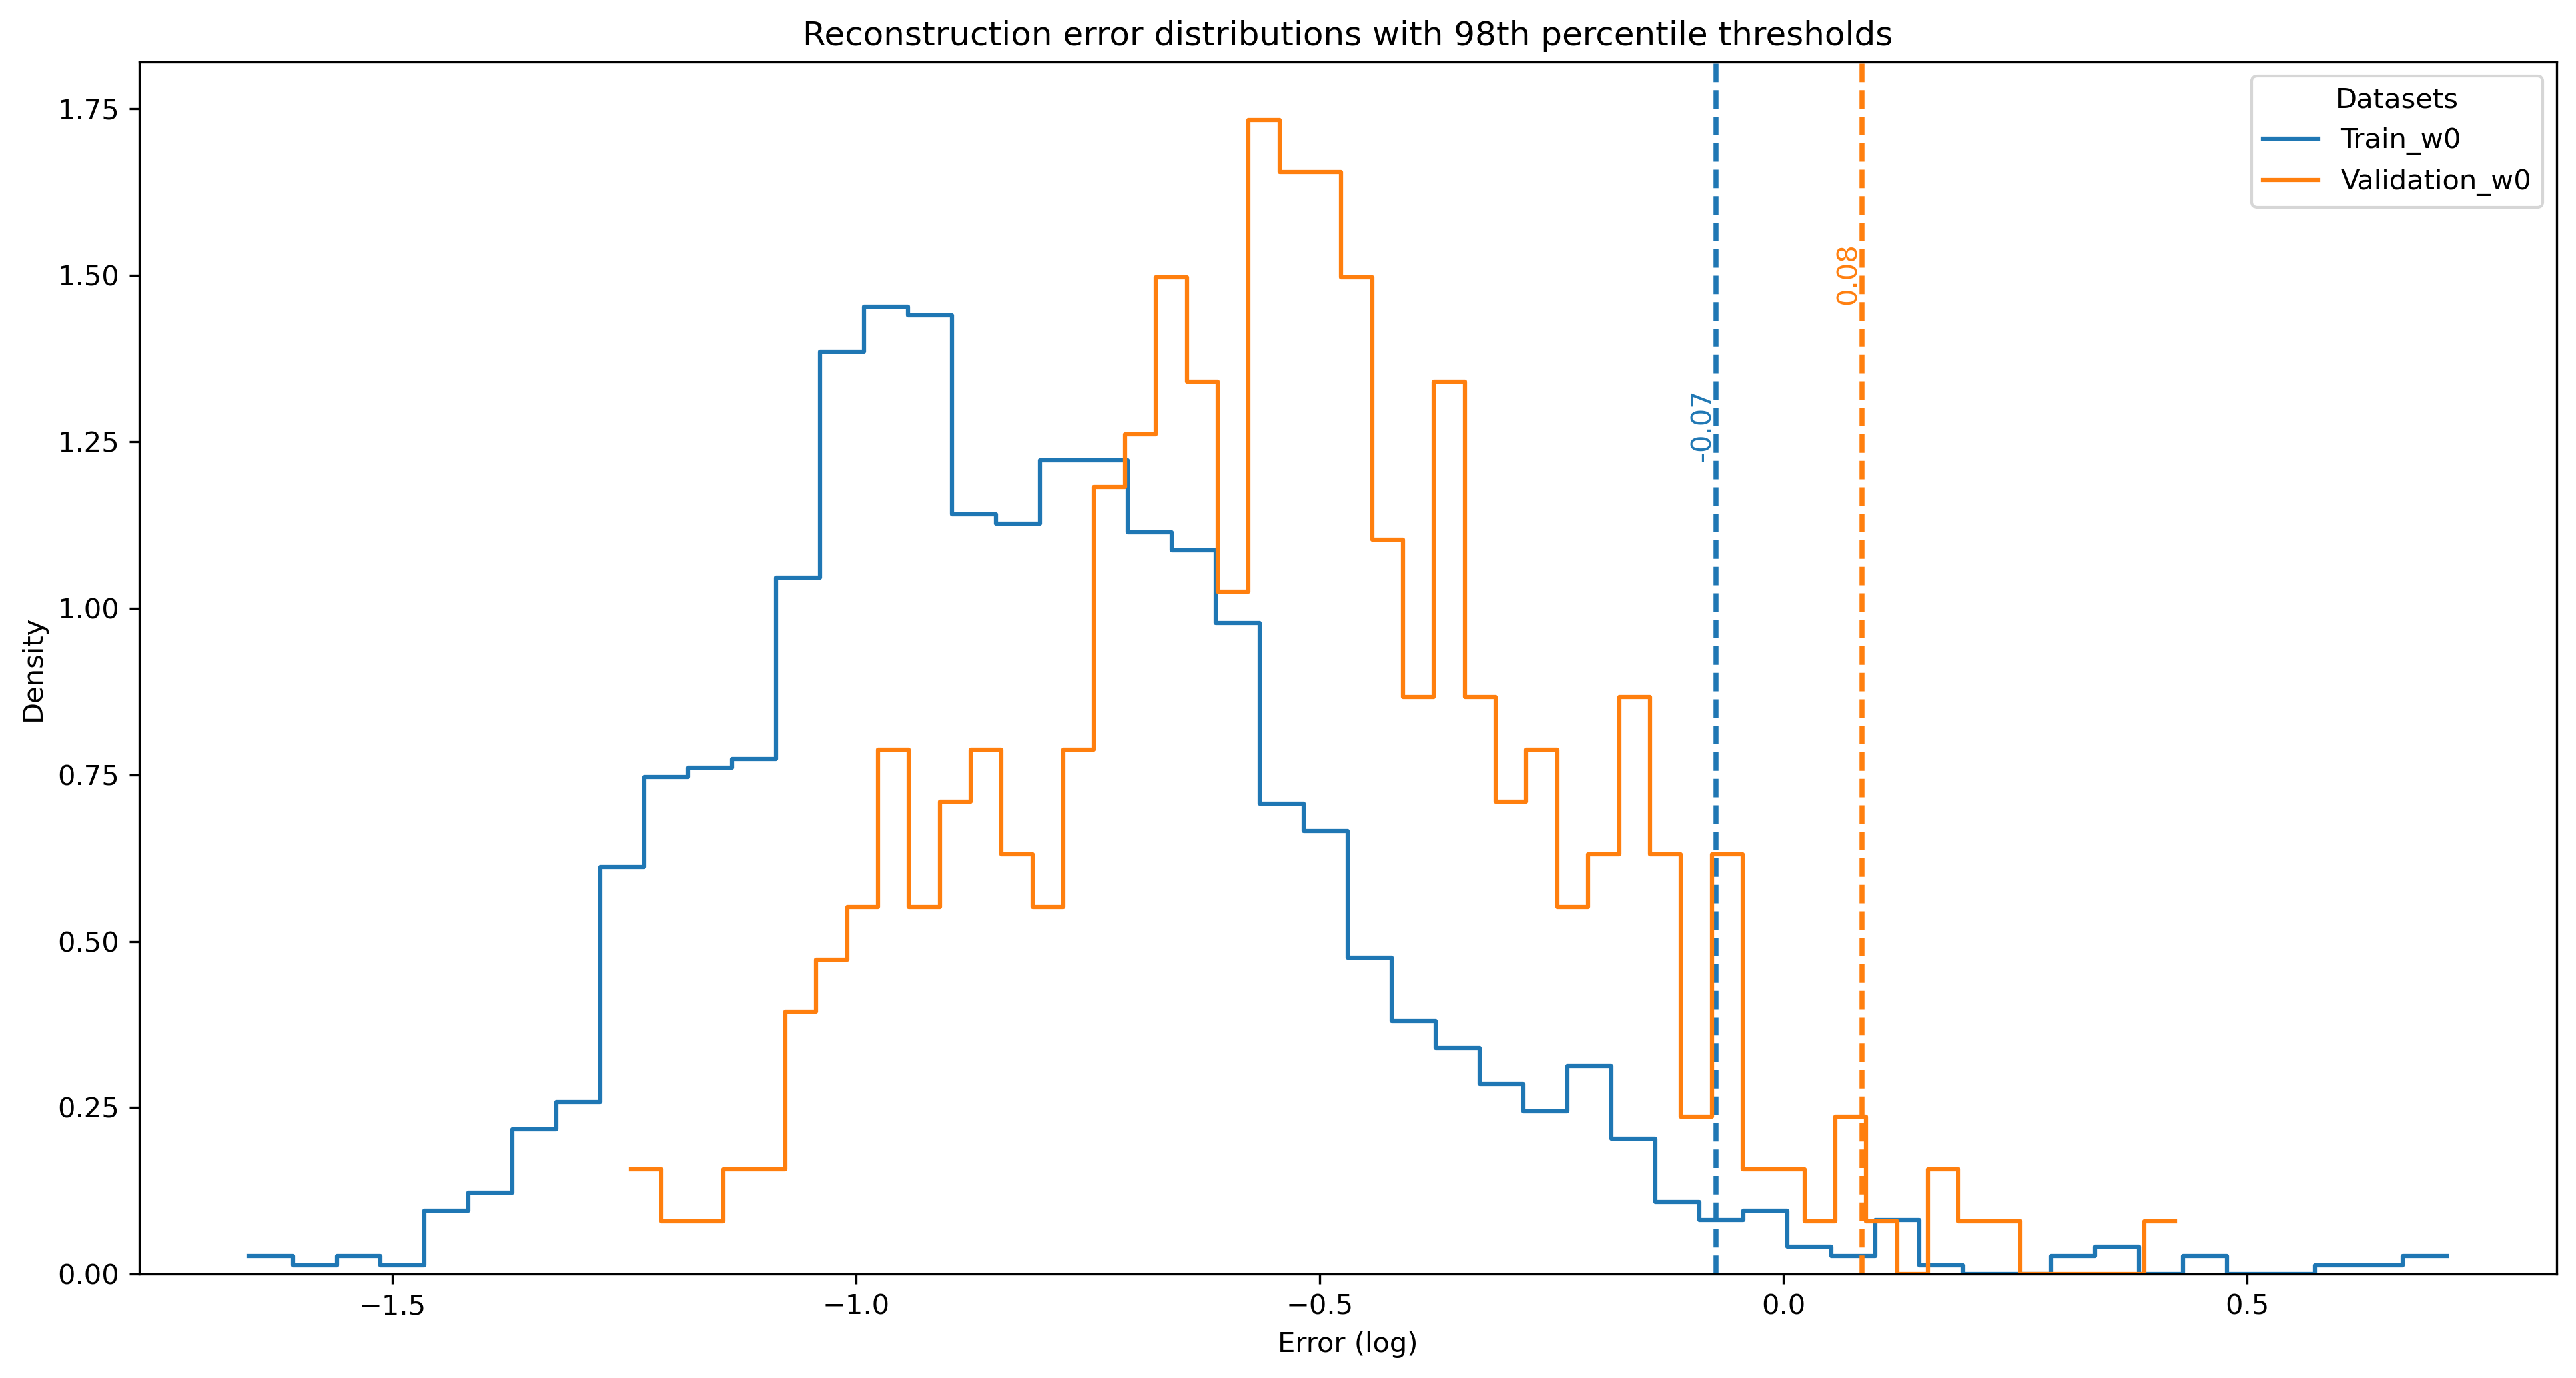 Reconstruction error distributions with 98th percentile thresholds
Datasets
Train_w0
Validation_w0
1.75
1.50
1.25
1.00
0.75
0.50
0.25
0.00
Density
0.08
-0.07
−1.5
−1.0
−0.5
0.0
0.5
Error (log)